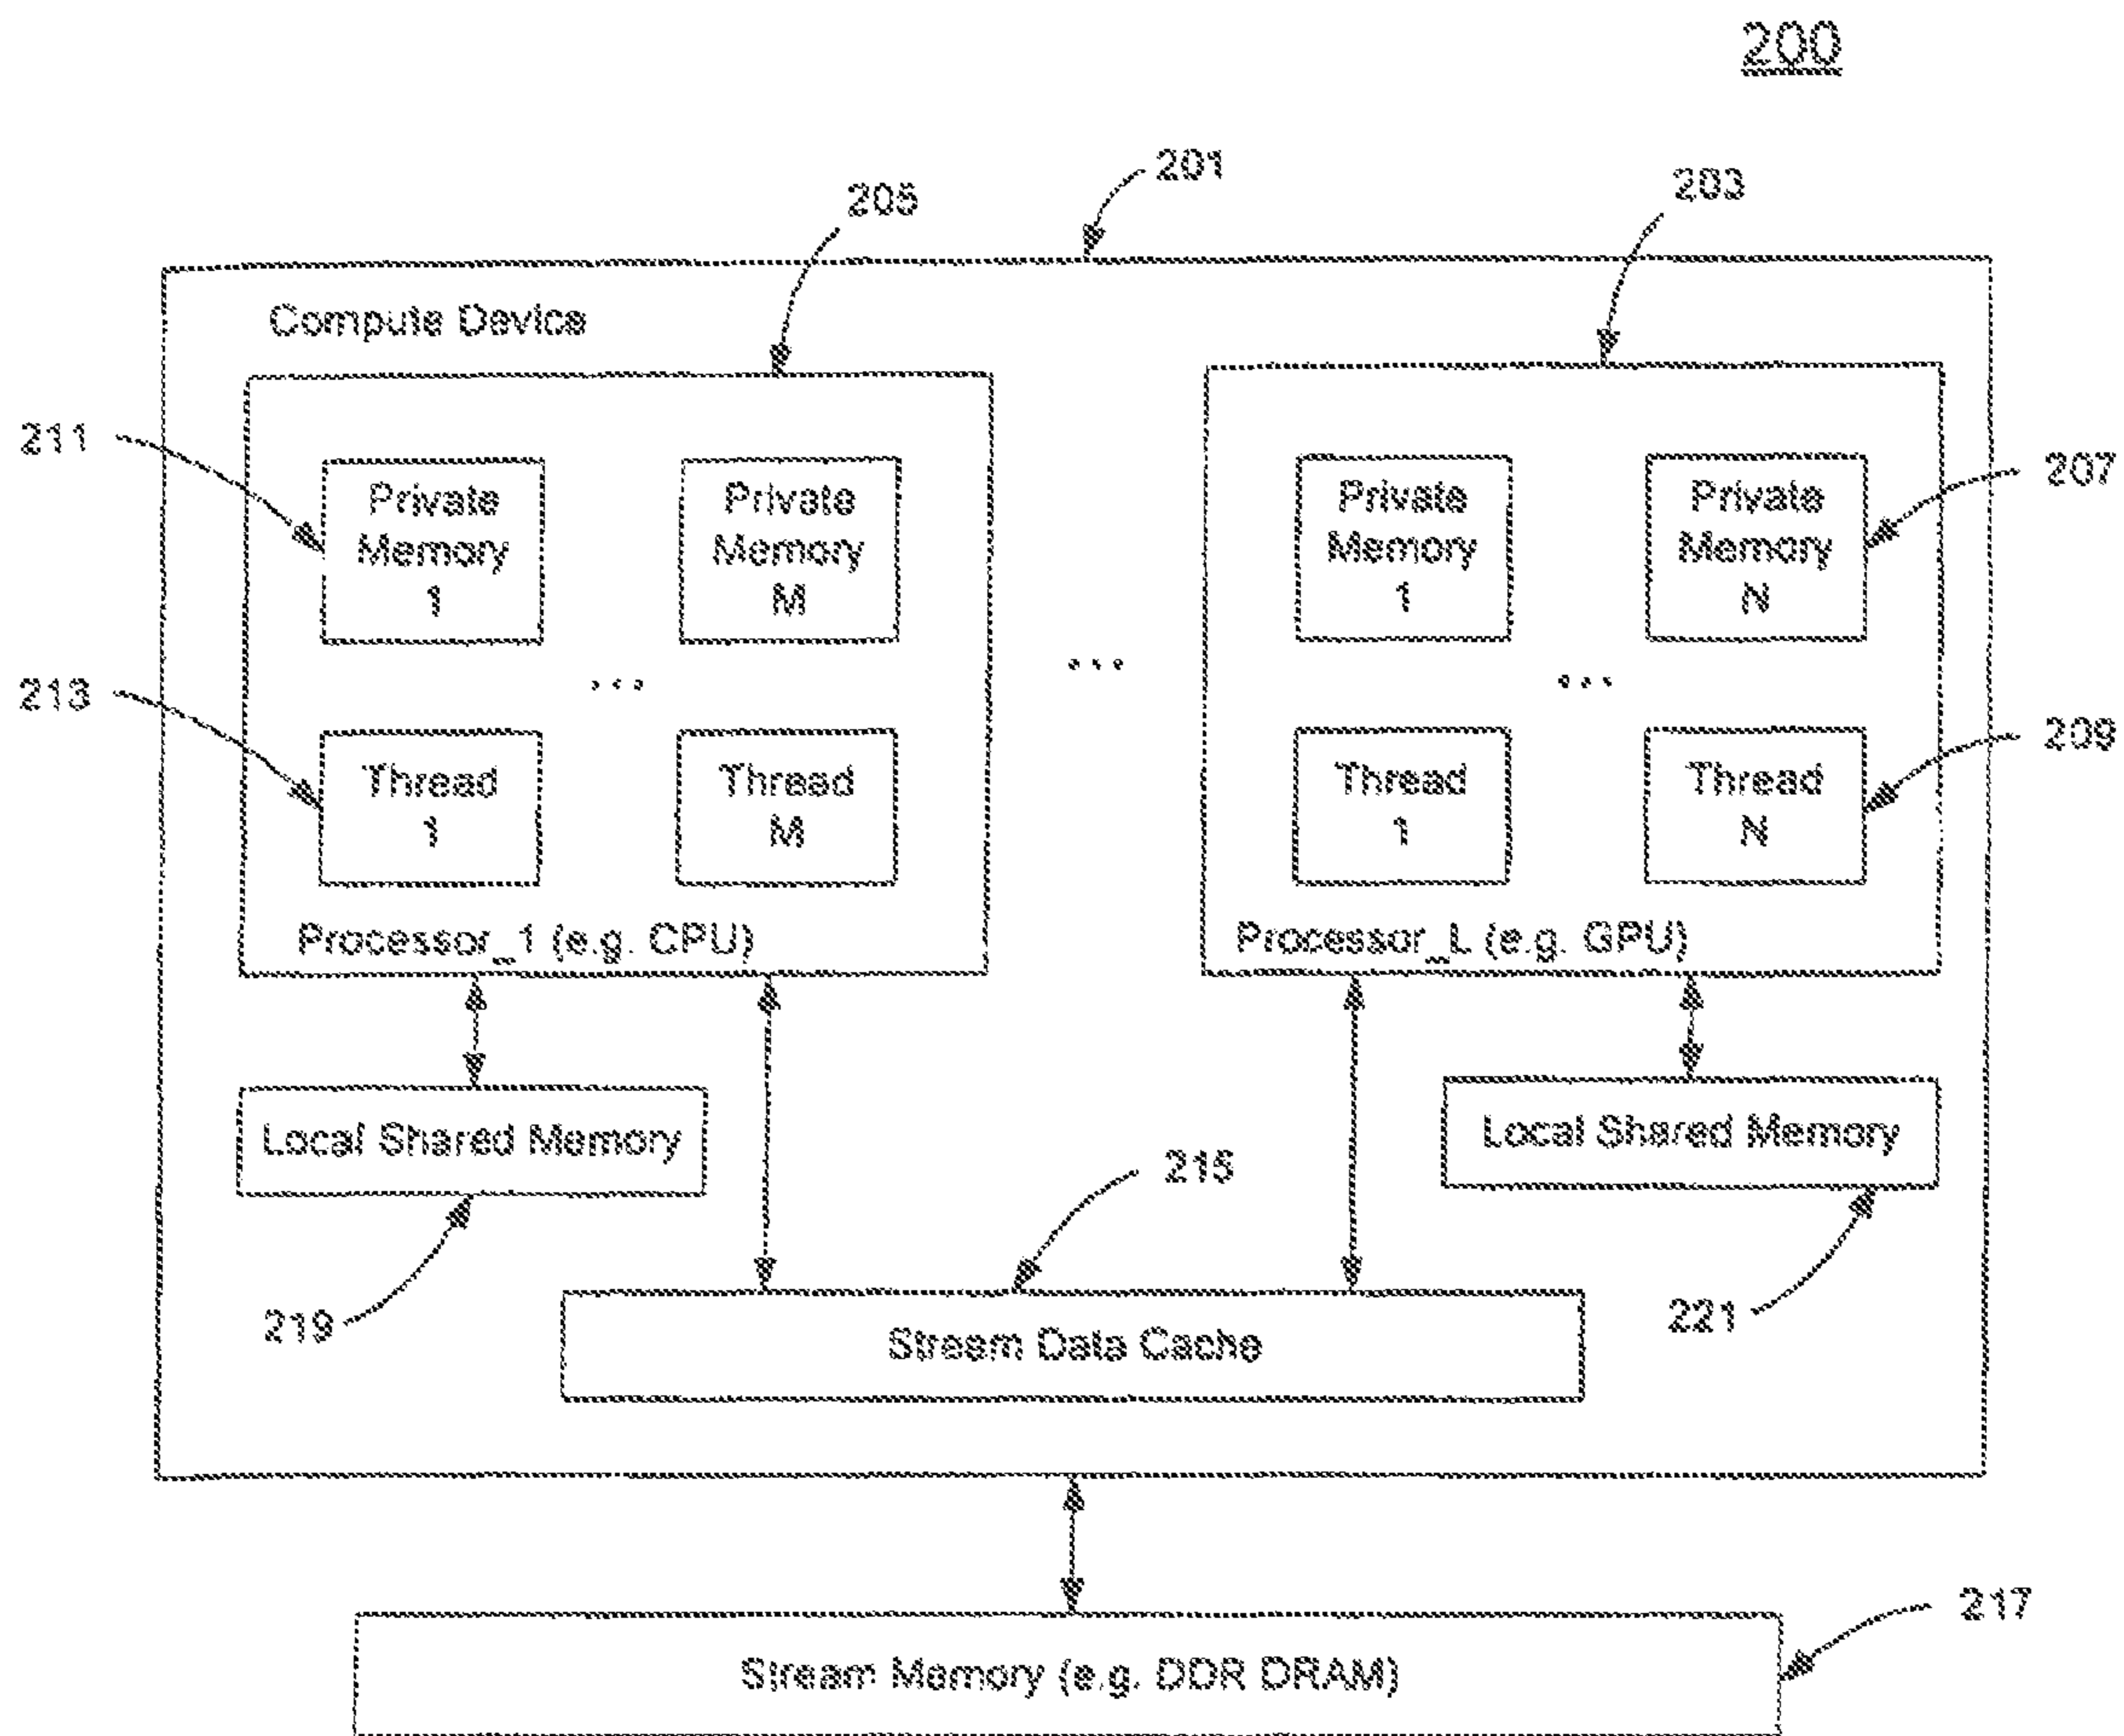 200
201
205
203
Compute Device
211
Private
Memory
1
Private
Memory
M
Private
Memory
1
Private
Memory
N
207
...
...
...
213
Thread
1
Thread
M
Thread
1
Thread
N
209
Processor_1 (e.g. CPU)
Processor_L (e.g. GPU)
Local Shared Memory
Local Shared Memory
215
219
221
Stream Data Cache
217
Stream Memory (e.g. DDR DRAM)